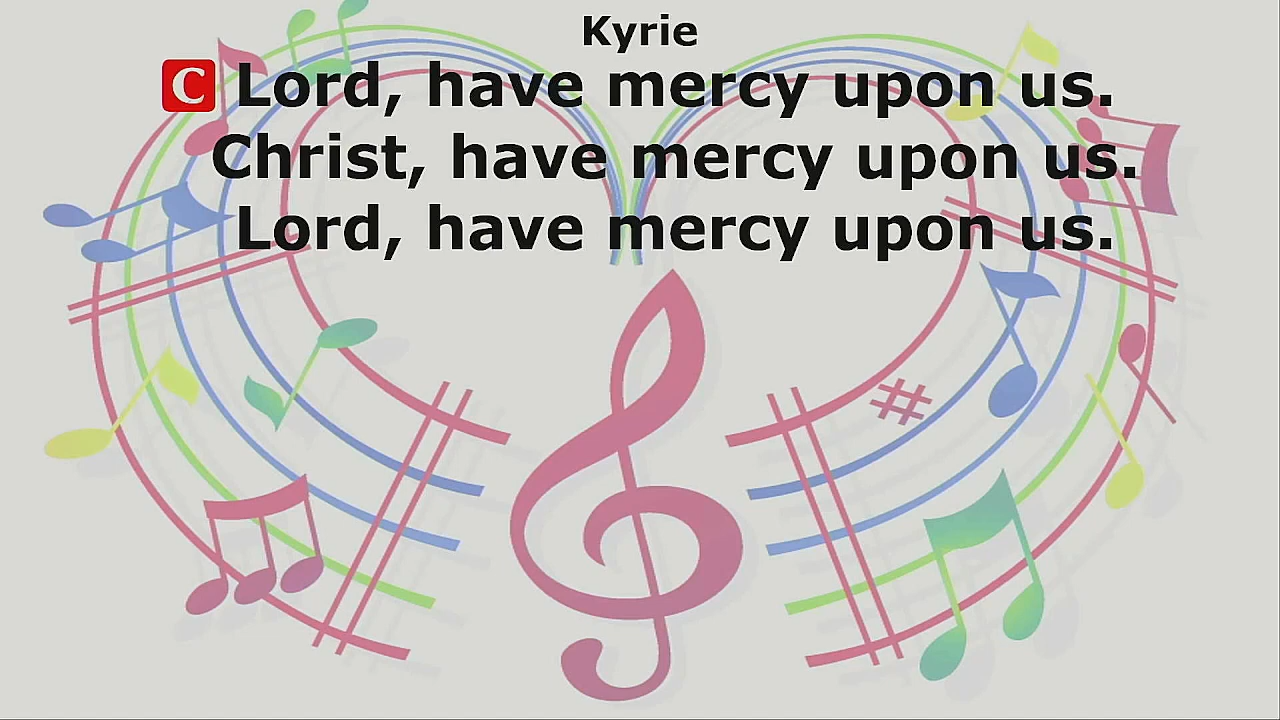 Kyrie
C Lord, have mercy upon us.
Christ, have mercy upon us.
Lord, have mercy upon us.